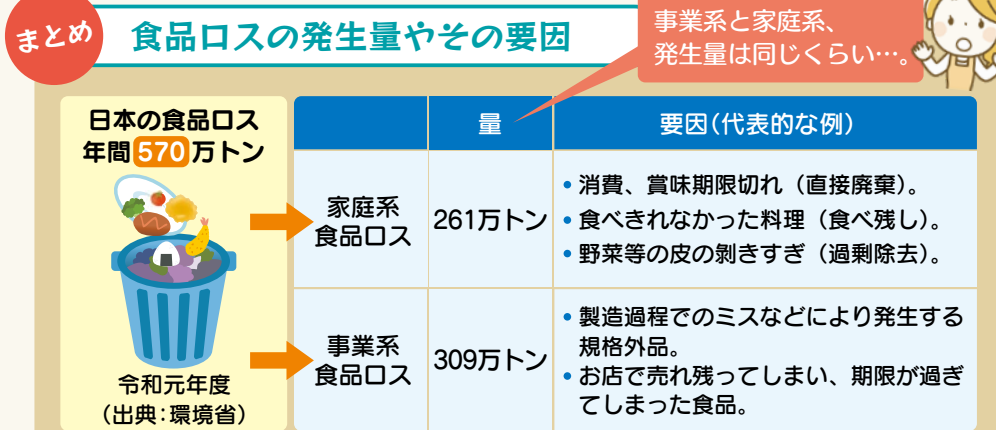 まとめ
食品ロスの発生量やその要因
事業系と家庭系、
発生量は同じくらい…。
日本の食品ロス
年間570万トン
令和元年度
（出典：環境省）
量
要因（代表的な例）
家庭系
食品ロス
261万トン
• 消費、賞味期限切れ（直接廃棄）。
• 食べきれなかった料理（食べ残し）。
• 野菜等の皮の剝きすぎ（過剰除去）。
事業系
食品ロス
309万トン
• 製造過程でのミスなどにより発生する
規格外品。
• お店で売れ残ってしまい、期限が過ぎ
てしまった食品。